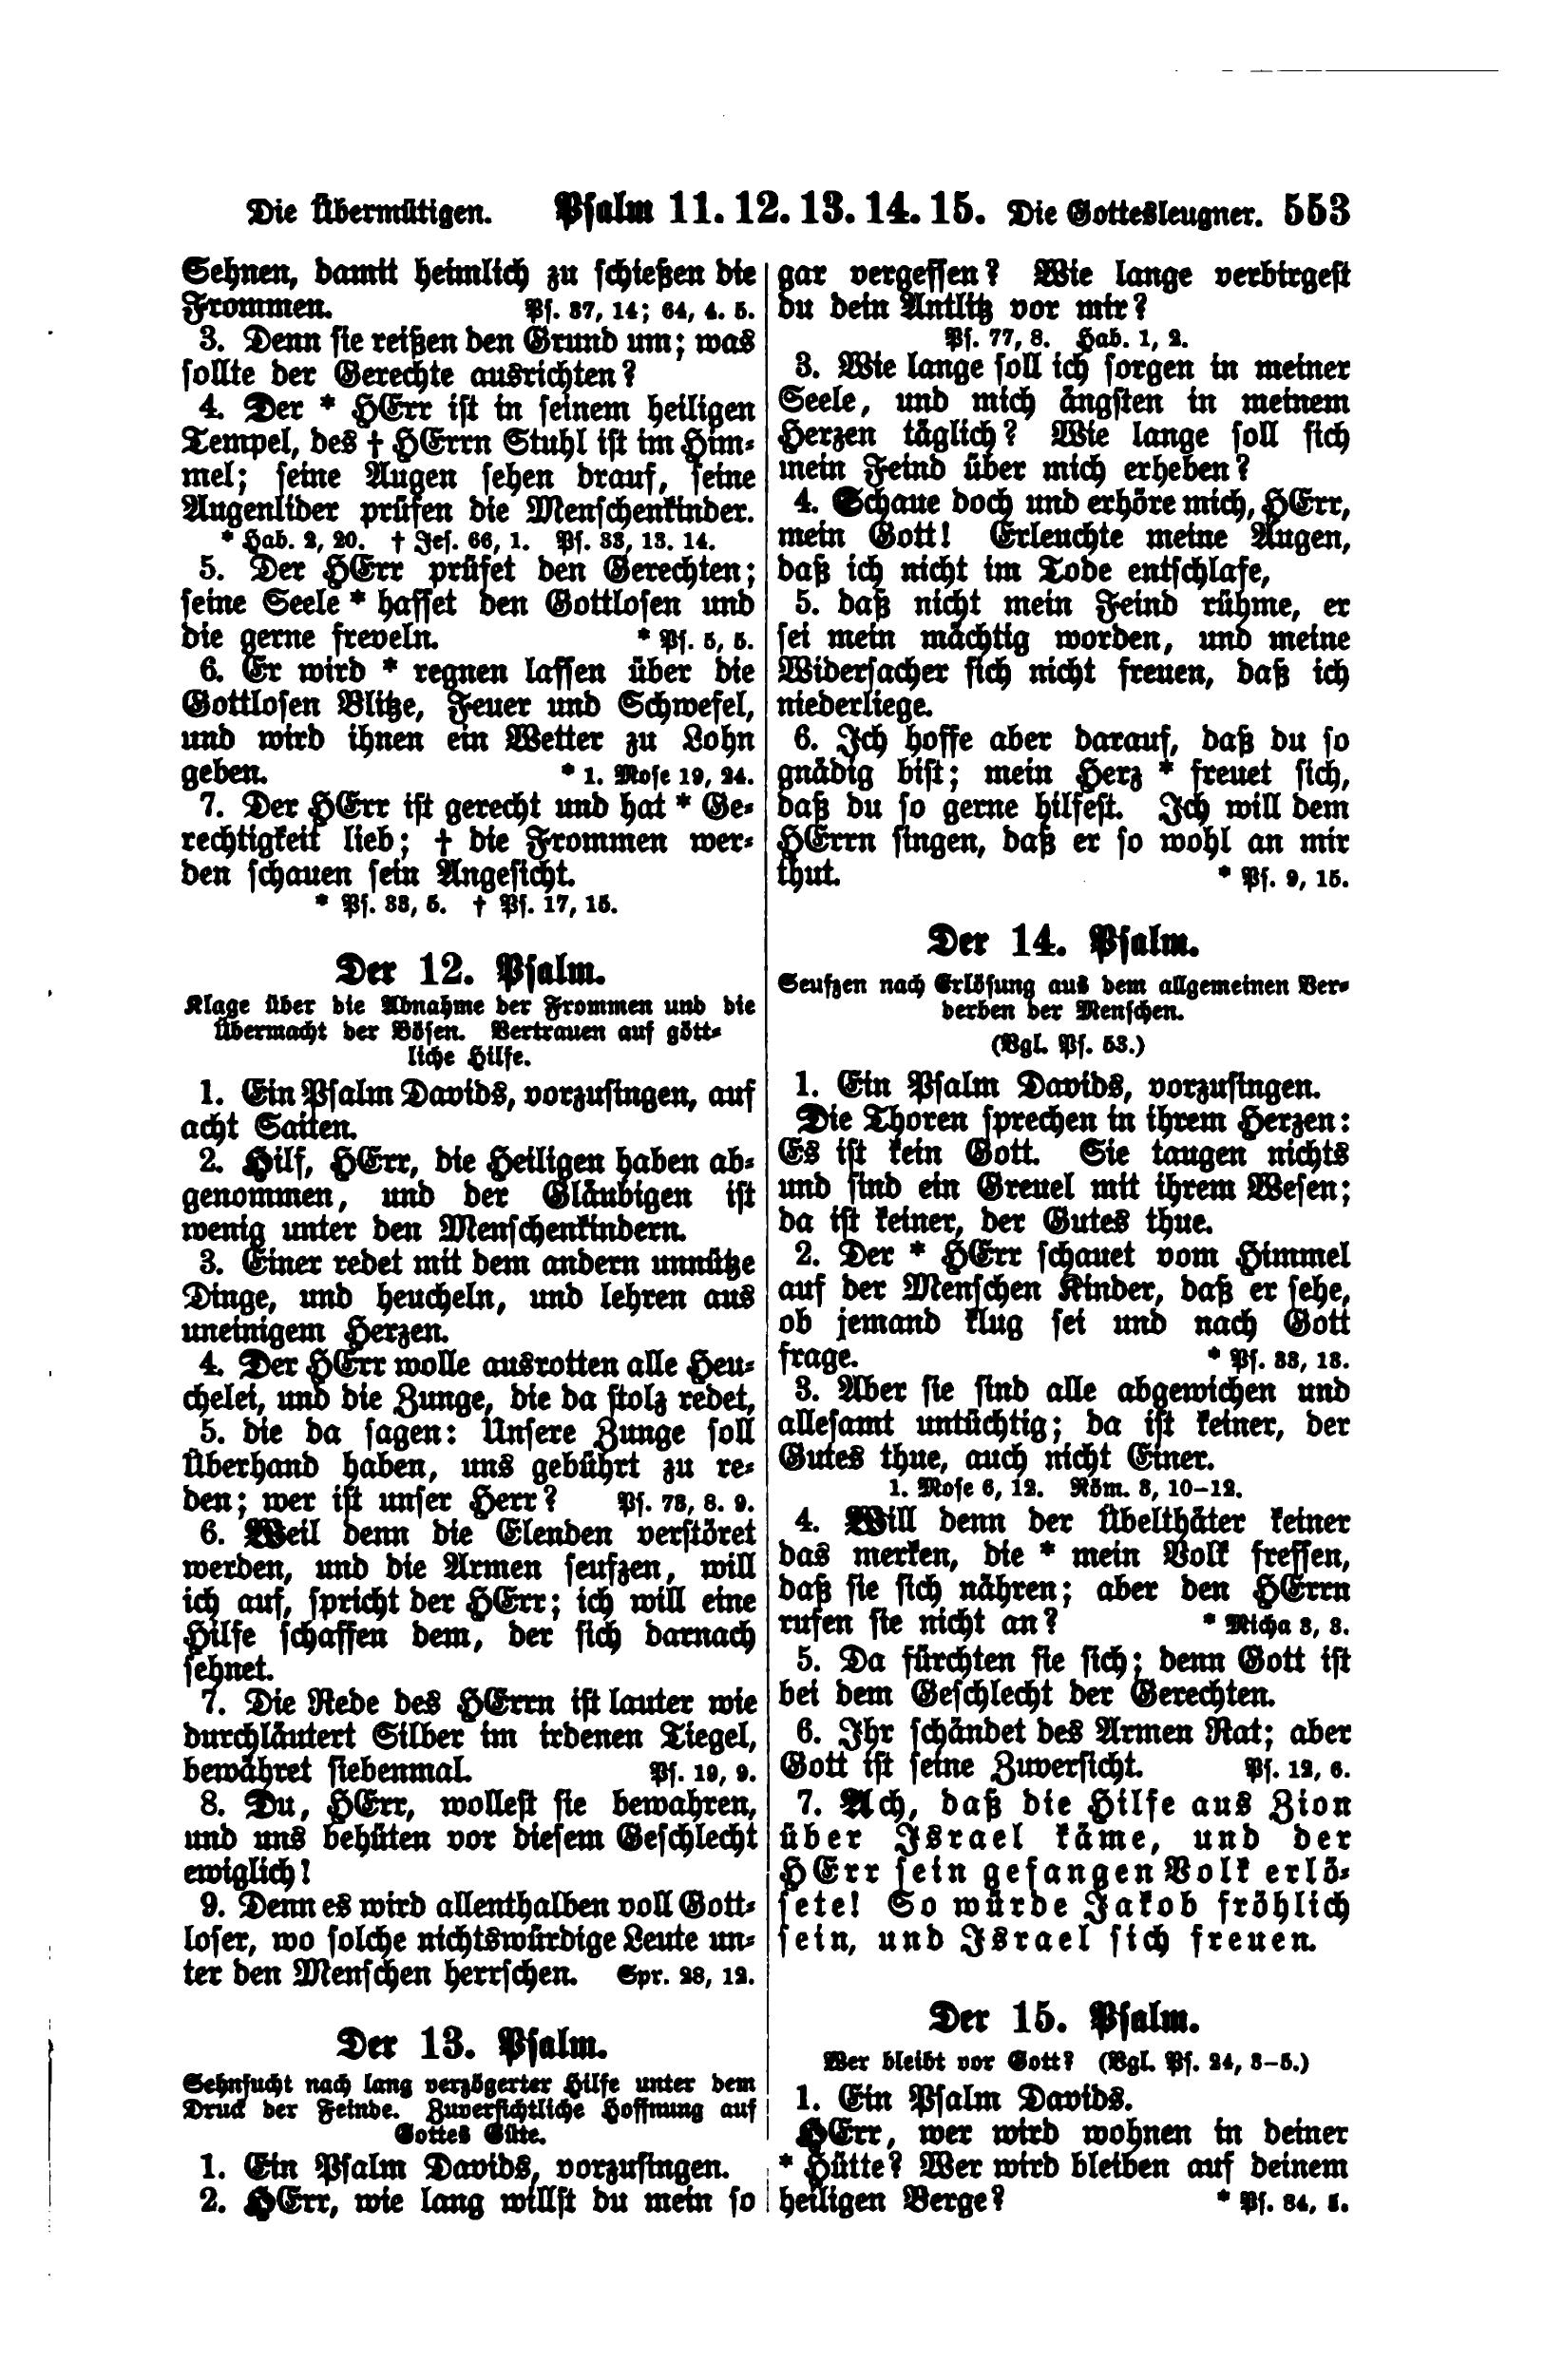 Die Übermütigen. Psalm 11. 12. 13. 14. 15. Die Gottesleugner. 553
Sehnen, damit heimlich zu schießen die
Frommen. Ps. 37, 14; 64, 4. 5.
3. Denn sie reißen den Grund um; was
sollte der Gerechte ausrichten?
4. Der * HErr ist in seinem heiligen
Tempel, des † HErrn Stuhl ist im Him-
mel; seine Augen sehen drauf, seine
Augenlider prüfen die Menschenkinder.
* Hab. 2, 20. † Jes. 66, 1. Ps. 33, 13. 14.
5. Der HErr prüfet den Gerechten;
seine Seele * hasset den Gottlosen und
die gerne freveln. * Ps. 5, 5.
6. Er wird * regnen lassen über die
Gottlosen Blitze, Feuer und Schwefel,
und wird ihnen ein Wetter zu Lohn
geben. * 1. Mose 19, 24.
7. Der HErr ist gerecht und hat * Ge-
rechtigkeit lieb; † die Frommen wer-
den schauen sein Angesicht.
* Ps. 33, 5. † Ps. 17, 15.
Der 12. Psalm.
Klage über die Abnahme der Frommen und die
Übermacht der Bösen. Vertrauen auf gött-
liche Hilfe.
1. Ein Psalm Davids, vorzusingen, auf
acht Saiten.
2. Hilf, HErr, die Heiligen haben ab-
genommen, und der Gläubigen ist
wenig unter den Menschenkindern.
3. Einer redet mit dem andern unnütze
Dinge, und heucheln, und lehren aus
uneinigem Herzen.
4. Der HErr wolle ausrotten alle Heu-
chelei, und die Zunge, die da stolz redet,
5. die da sagen: Unsere Zunge soll
Überhand haben, uns gebührt zu re-
den; wer ist unser Herr? Ps. 73, 8. 9.
6. Weil denn die Elenden verstöret
werden, und die Armen seufzen, will
ich auf, spricht der HErr; ich will eine
Hilfe schaffen dem, der sich darnach
sehnet.
7. Die Rede des HErrn ist lauter wie
durchläutert Silber im irdenen Tiegel,
bewähret siebenmal. Ps. 19, 9.
8. Du, HErr, wollest sie bewahren,
und uns behüten vor diesem Geschlecht
ewiglich!
9. Denn es wird allenthalben voll Gott-
loser, wo solche nichtswürdige Leute un-
ter den Menschen herrschen. Spr. 28, 12.
Der 13. Psalm.
Sehnsucht nach lang verzögerter Hilfe unter dem
Druck der Feinde. Zuversichtliche Hoffnung auf
Gottes Güte.
1. Ein Psalm Davids, vorzusingen.
2. HErr, wie lang willst du mein so
gar vergessen? Wie lange verbirgest
du dein Antlitz vor mir?
Ps. 77, 8. Hab. 1, 2.
3. Wie lange soll ich sorgen in meiner
Seele, und mich ängsten in meinem
Herzen täglich? Wie lange soll sich
mein Feind über mich erheben?
4. Schaue doch und erhöre mich, HErr,
mein Gott! Erleuchte meine Augen,
daß ich nicht im Tode entschlafe,
5. daß nicht mein Feind rühme, er
sei mein mächtig worden, und meine
Widersacher sich nicht freuen, daß ich
niederliege.
6. Ich hoffe aber darauf, daß du so
gnädig bist; mein Herz * freuet sich,
daß du so gerne hilfest. Ich will dem
HErrn singen, daß er so wohl an mir
thut. * Ps. 9, 15.
Der 14. Psalm.
Seufzen nach Erlösung aus dem allgemeinen Ver-
derben der Menschen.
(Vgl. Ps. 53.)
1. Ein Psalm Davids, vorzusingen.
Die Thoren sprechen in ihrem Herzen:
Es ist kein Gott. Sie taugen nichts
und sind ein Greuel mit ihrem Wesen;
da ist keiner, der Gutes thue.
2. Der * HErr schauet vom Himmel
auf der Menschen Kinder, daß er sehe,
ob jemand klug sei und nach Gott
frage. * Ps. 33, 13.
3. Aber sie sind alle abgewichen und
allesamt untüchtig; da ist keiner, der
Gutes thue, auch nicht Einer.
1. Mose 6, 12. Röm. 3, 10–12.
4. Will denn der Übelthäter keiner
das merken, die * mein Volk fressen,
daß sie sich nähren; aber den HErrn
rufen sie nicht an? * Micha 3, 3.
5. Da fürchten sie sich; denn Gott ist
bei dem Geschlecht der Gerechten.
6. Ihr schändet des Armen Rat; aber
Gott ist seine Zuversicht. Ps. 12, 6.
7. Ach, daß die Hilfe aus Zion
über Israel käme, und der
HErr sein gefangen Volk erlö-
sete! So würde Jakob fröhlich
sein, und Israel sich freuen.
Der 15. Psalm.
Wer bleibt vor Gott? (Vgl. Ps. 24, 3–5.)
1. Ein Psalm Davids.
HErr, wer wird wohnen in deiner
* Hütte? Wer wird bleiben auf deinem
heiligen Berge? * Ps. 84, 5.